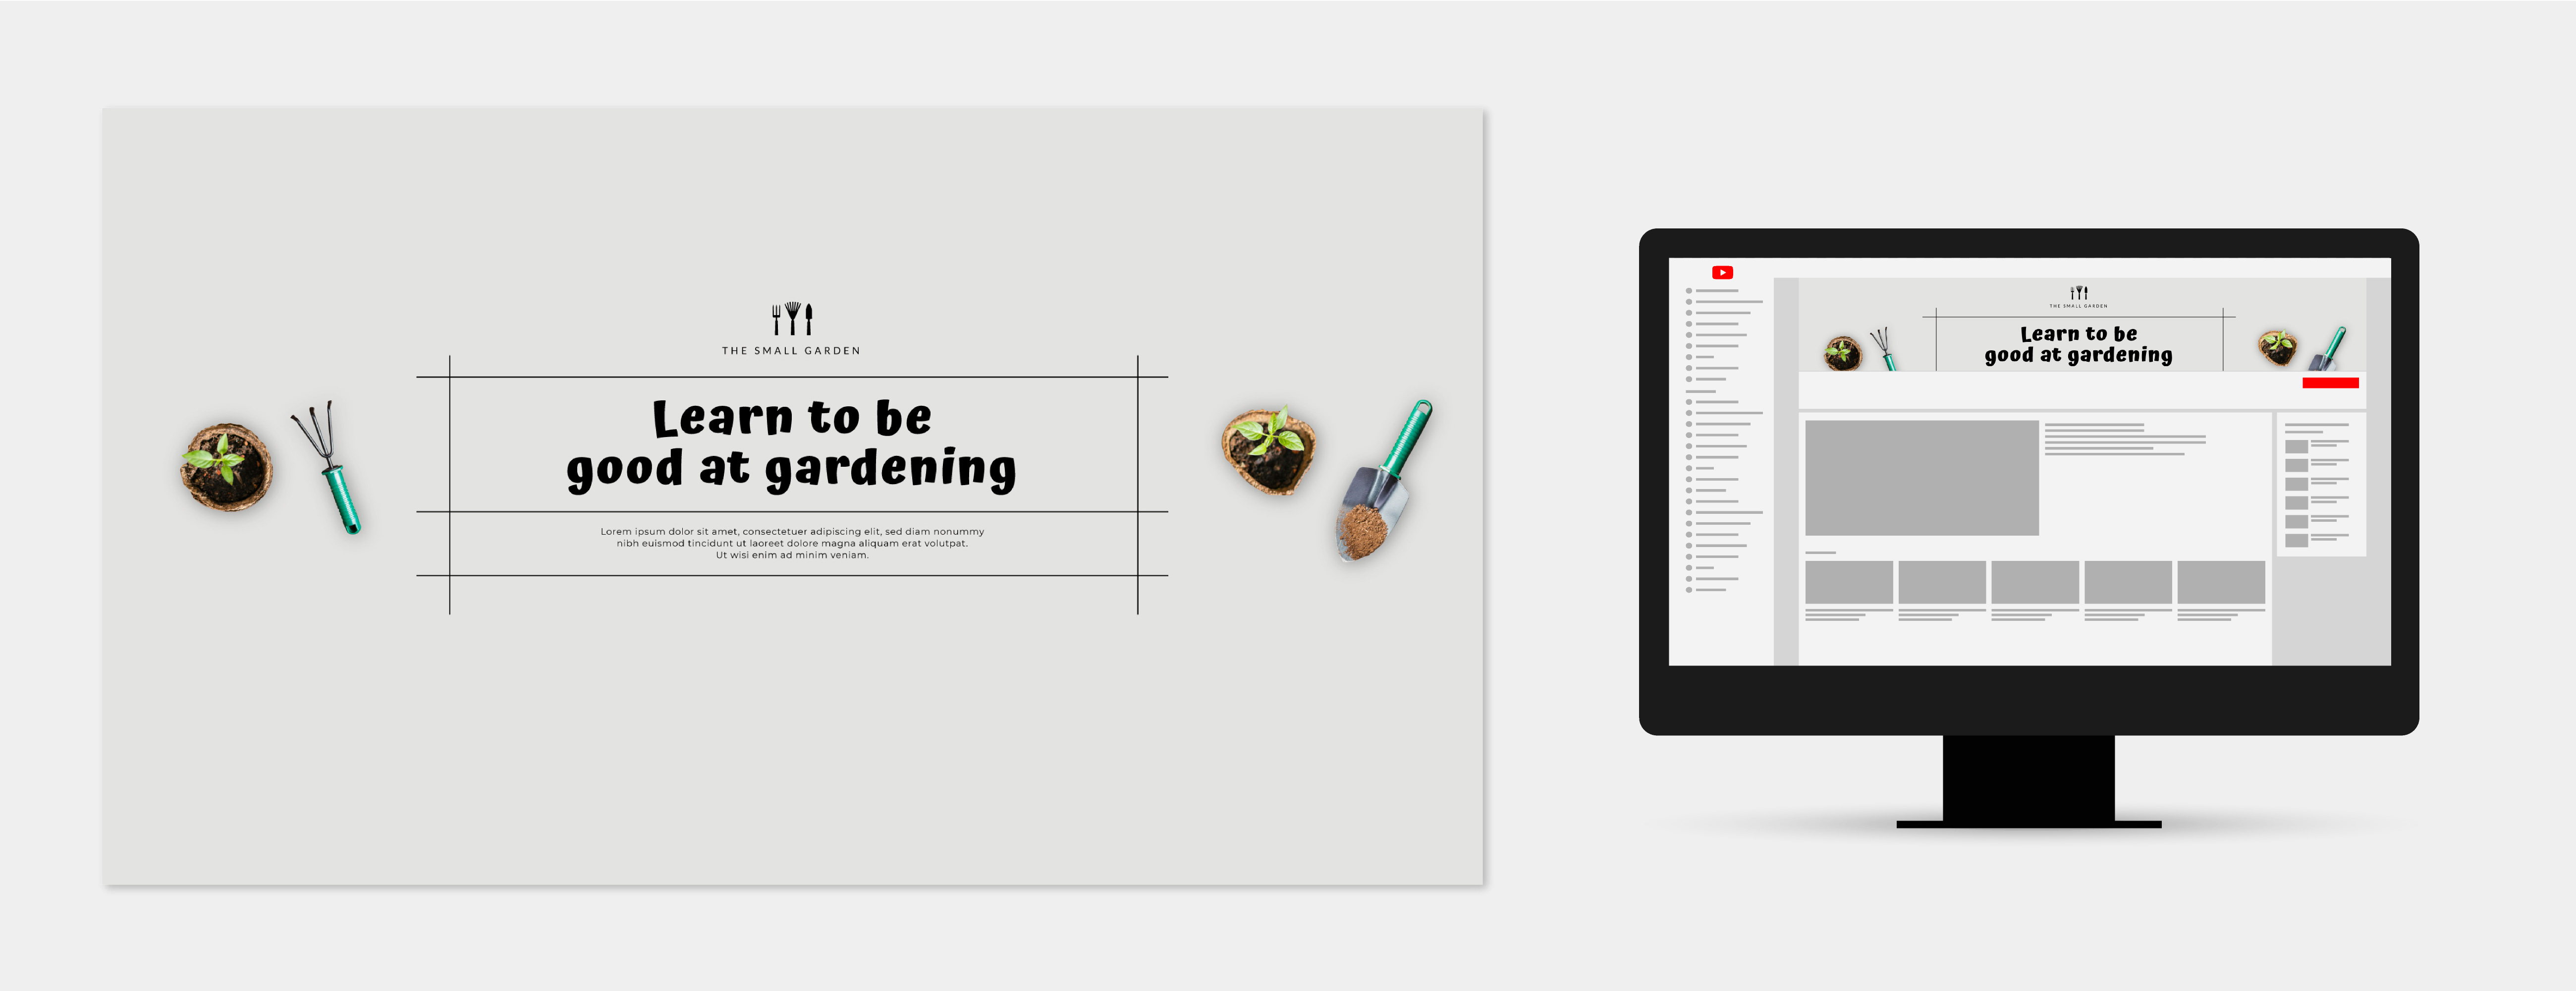 THE SMALL GARDEN
Learn to be
good at gardening
Lorem ipsum dolor sit amet, consectetuer adipiscing elit, sed diam nonummy
nibh euismod tincidunt ut laoreet dolore magna aliquam erat volutpat.
Ut wisi enim ad minim veniam.
THE SMALL GARDEN
Learn to be
good at gardening